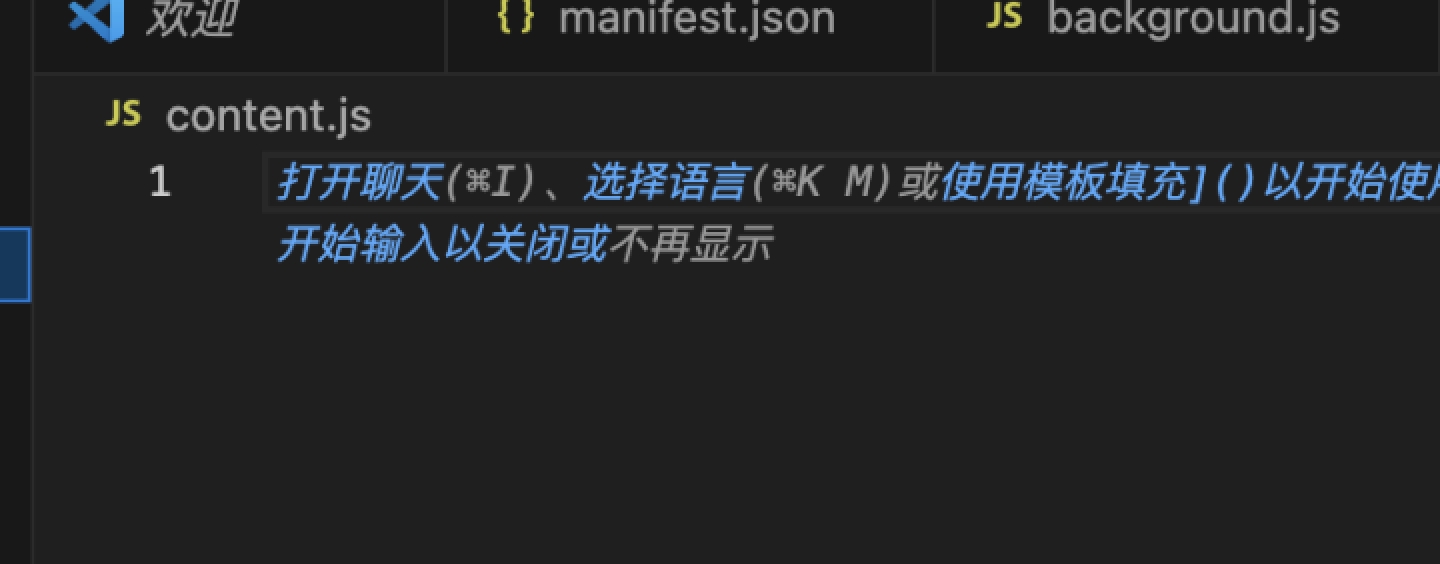 欢迎
{} manifest.json
JS background.js
JS content.js
1 打开聊天(⌘I)、选择语言(⌘K M)或使用模板填充]()以开始使用
开始输入以关闭或不再显示